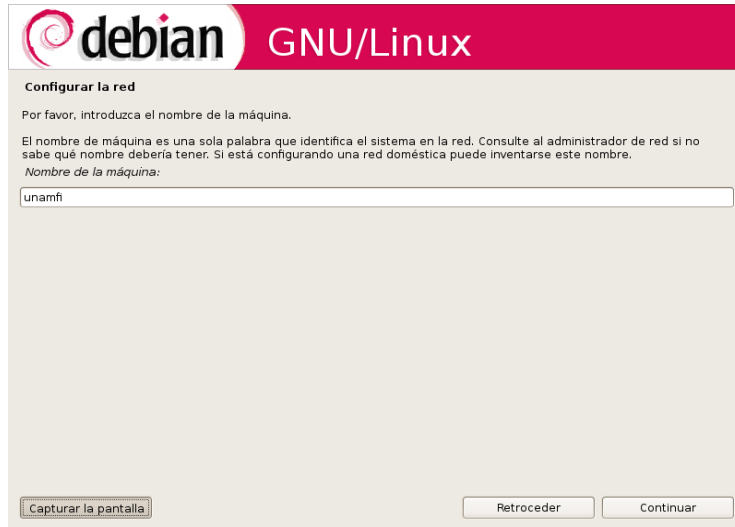 debian GNU/Linux
Configurar la red
Por favor, introduzca el nombre de la máquina.
El nombre de máquina es una sola palabra que identifica el sistema en la red. Consulte al administrador de red si no
sabe qué nombre debería tener. Si está configurando una red doméstica puede inventarse este nombre.
Nombre de la máquina:
unamfi
Capturar la pantalla Retroceder Continuar